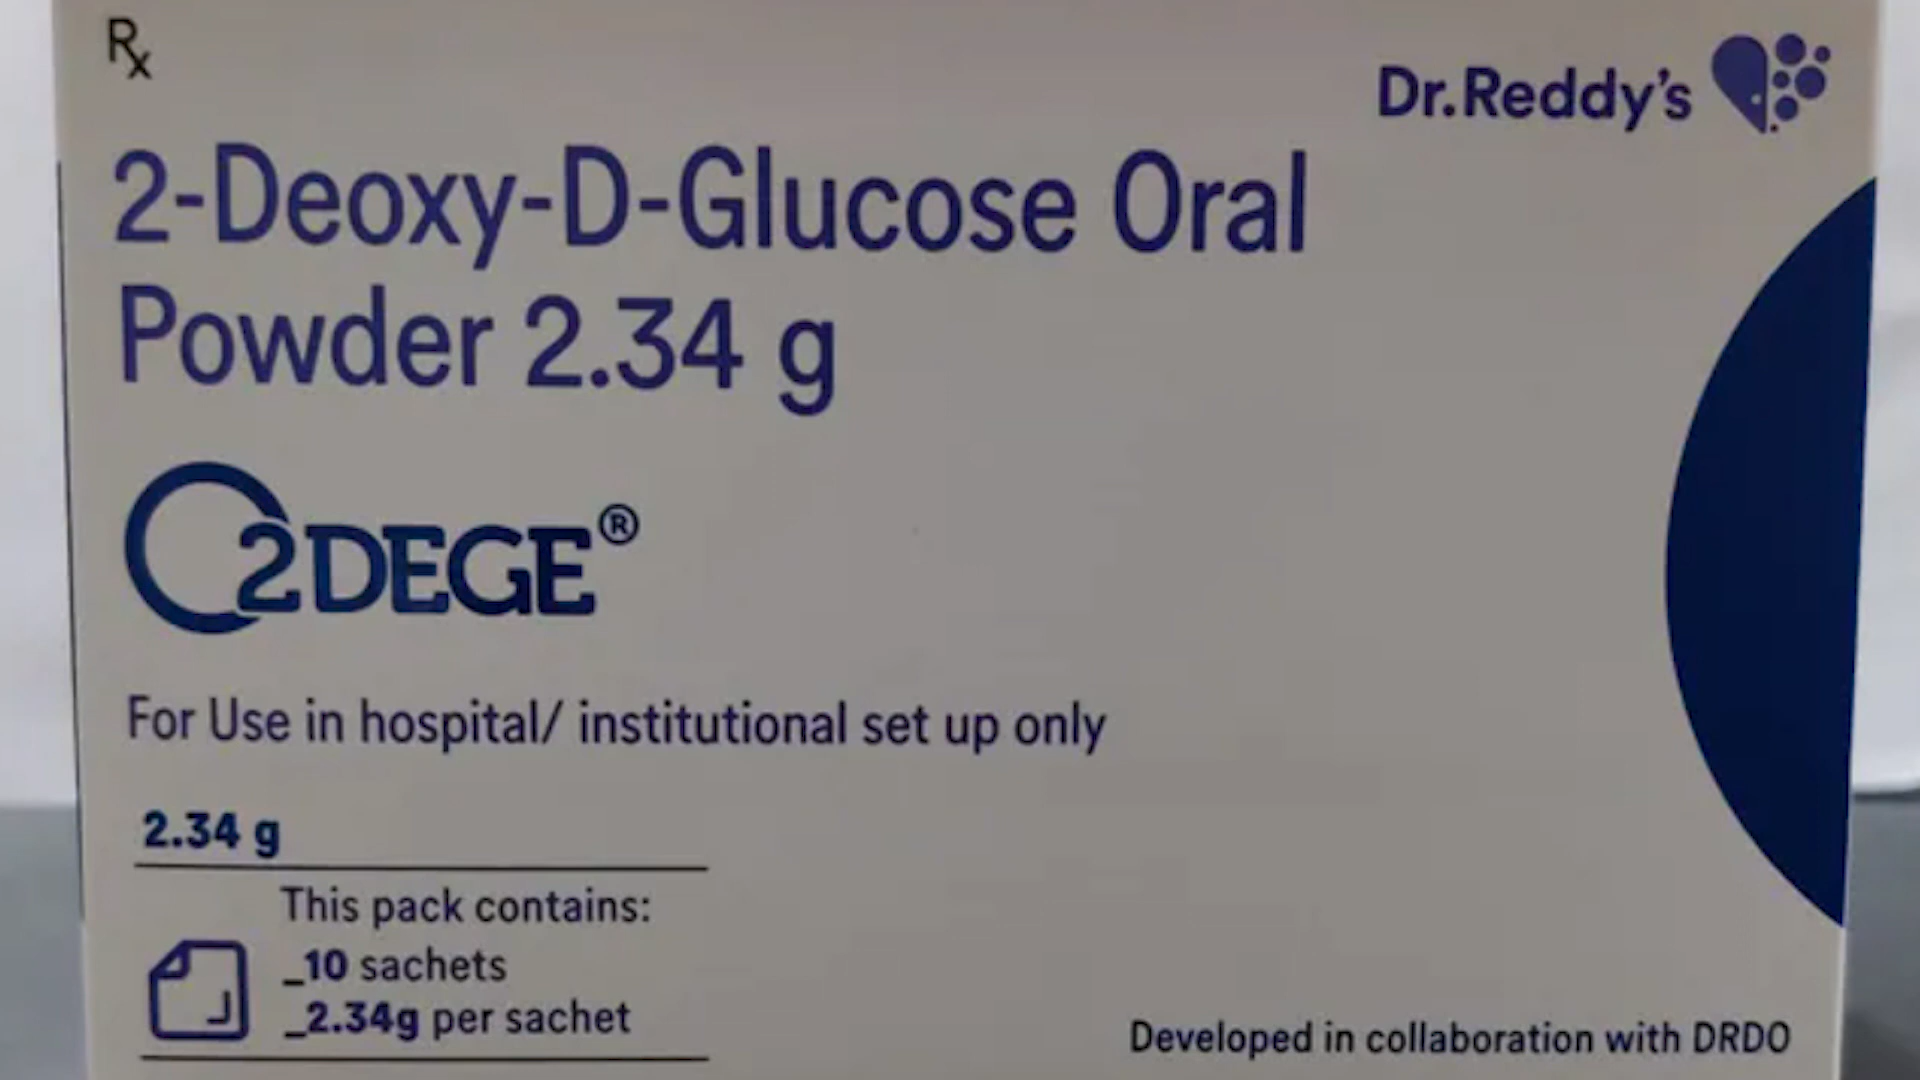 Rx
Dr.Reddy's
2-Deoxy-D-Glucose Oral
Powder 2.34 g
O2DEGE®
For Use in hospital/ institutional set up only
2.34 g
This pack contains:
_10 sachets
_2.34g per sachet
Developed in collaboration with DRDO